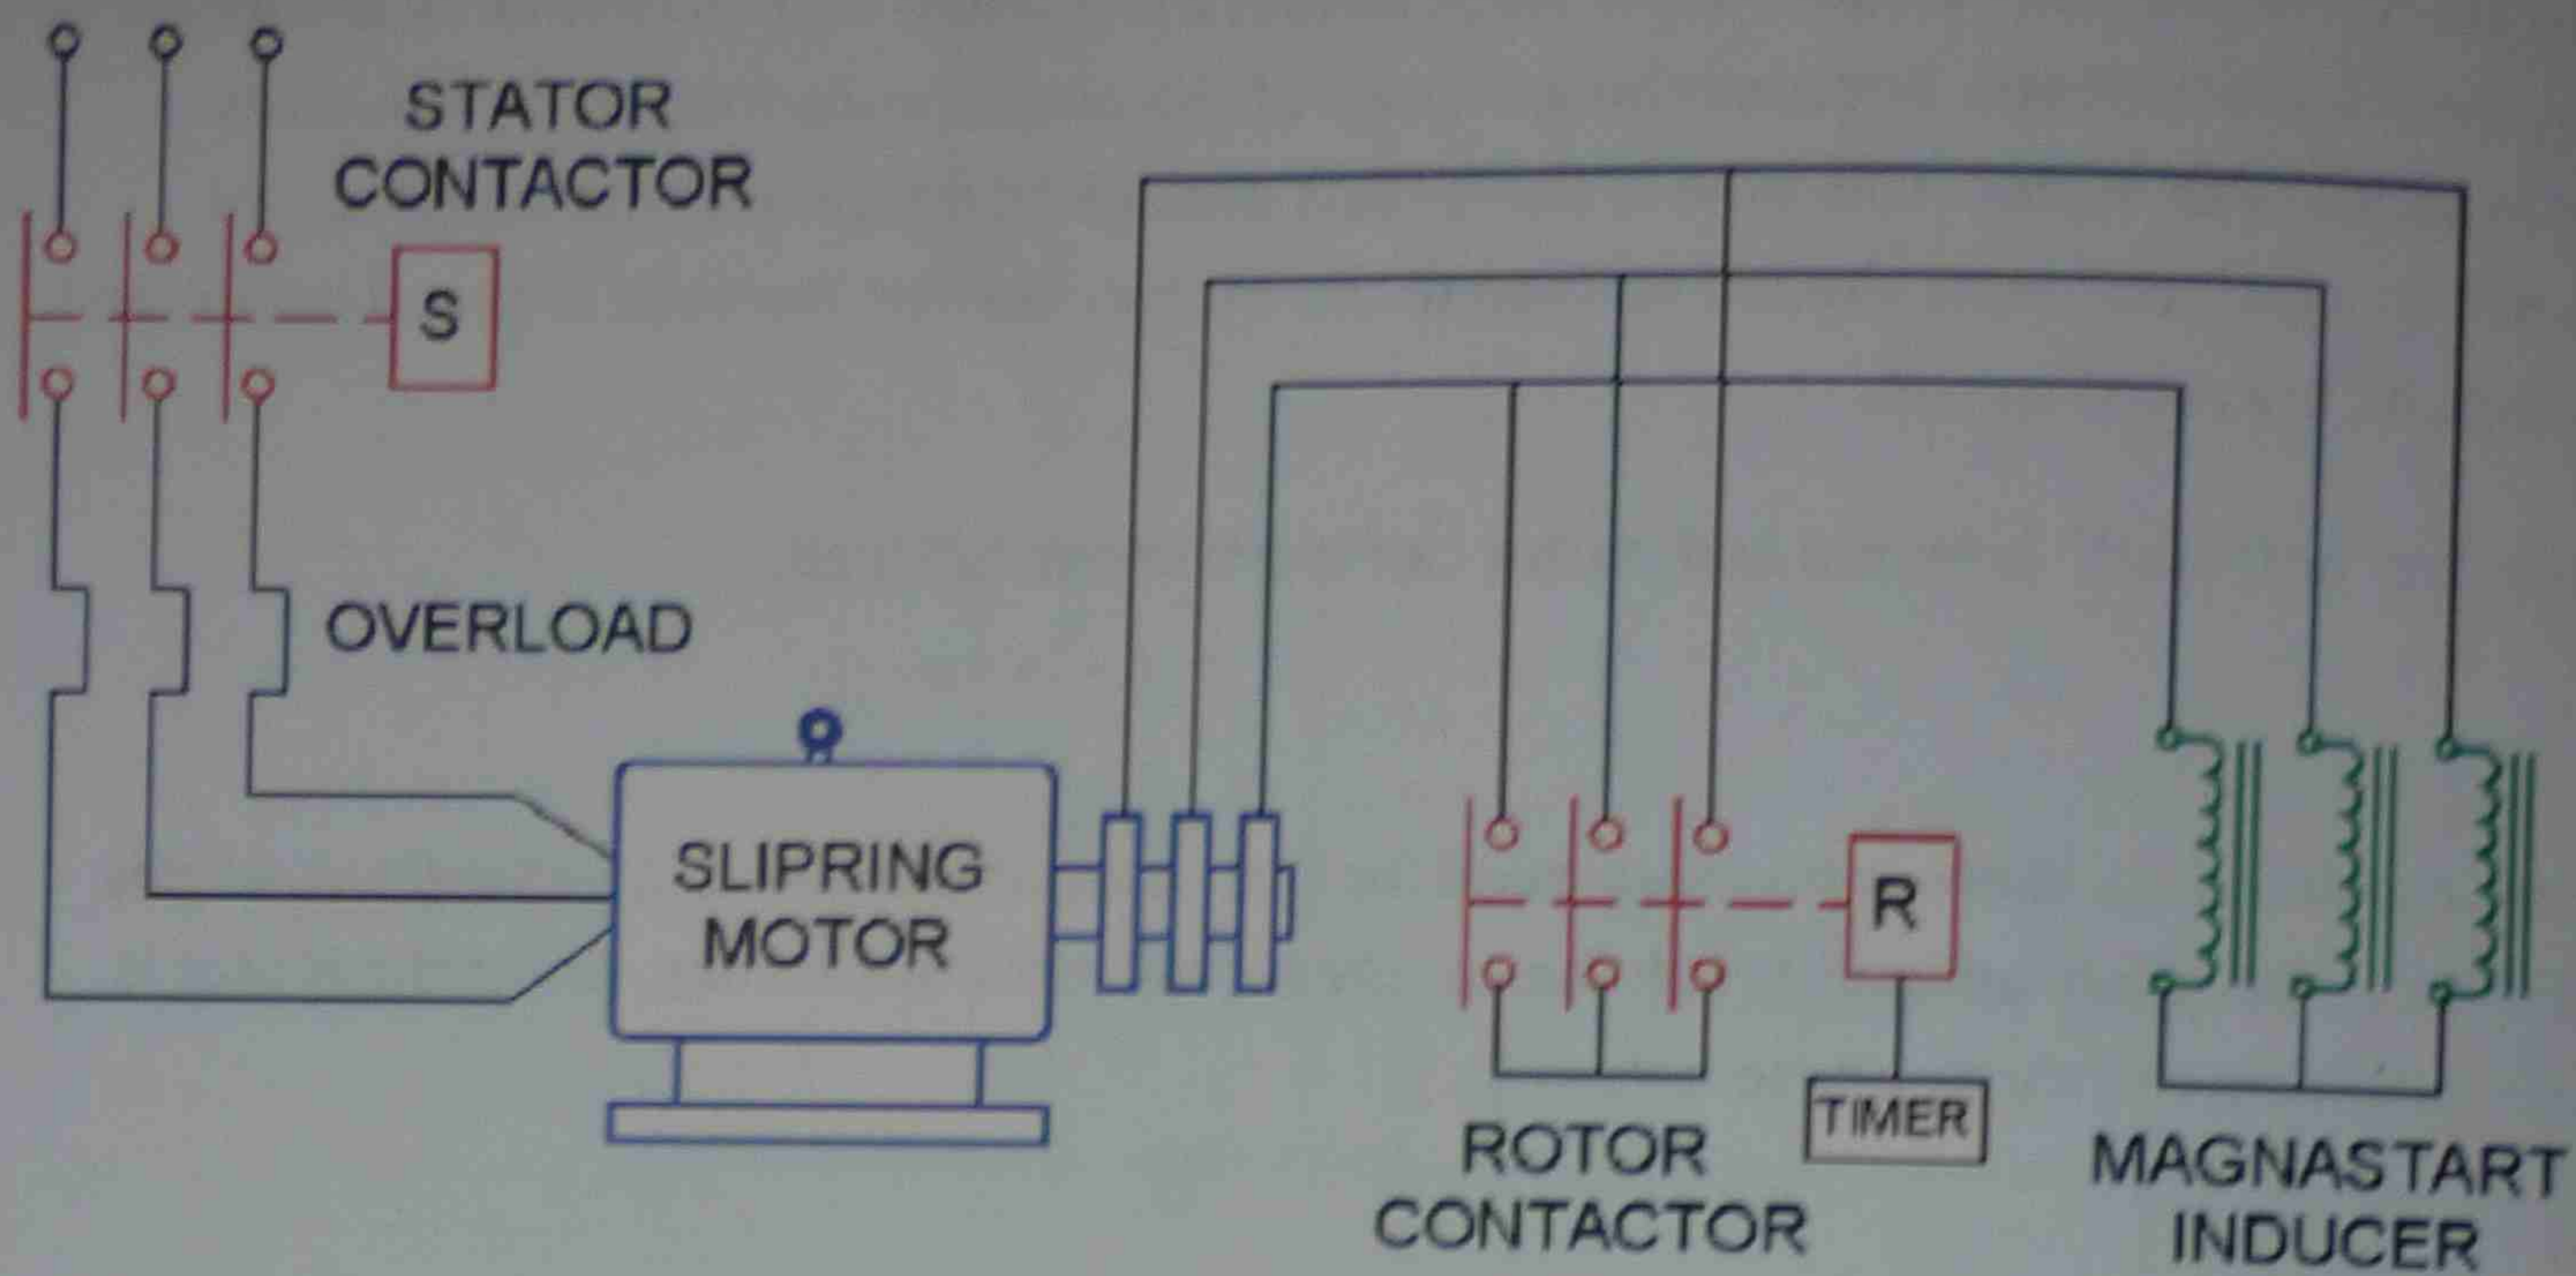 STATOR
CONTACTOR
S
OVERLOAD
SLIPRING
MOTOR
R
TIMER
ROTOR
CONTACTOR
MAGNASTART
INDUCER